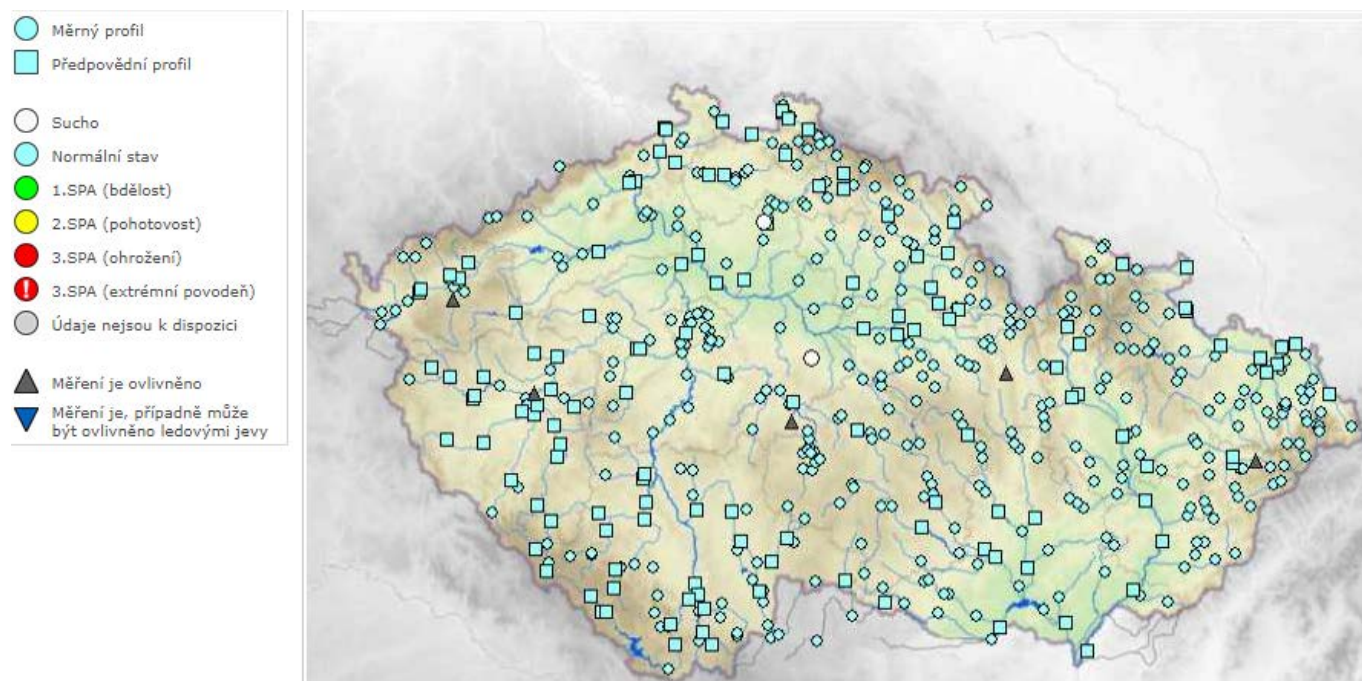 Měrný profil
Předpovědní profil
Sucho
Normální stav
1.SPA (bdělost)
2.SPA (pohotovost)
3.SPA (ohrožení)
3.SPA (extrémní povodeň)
Údaje nejsou k dispozici
Měření je ovlivněno
Měření je, případně může
být ovlivněno ledovými jevy